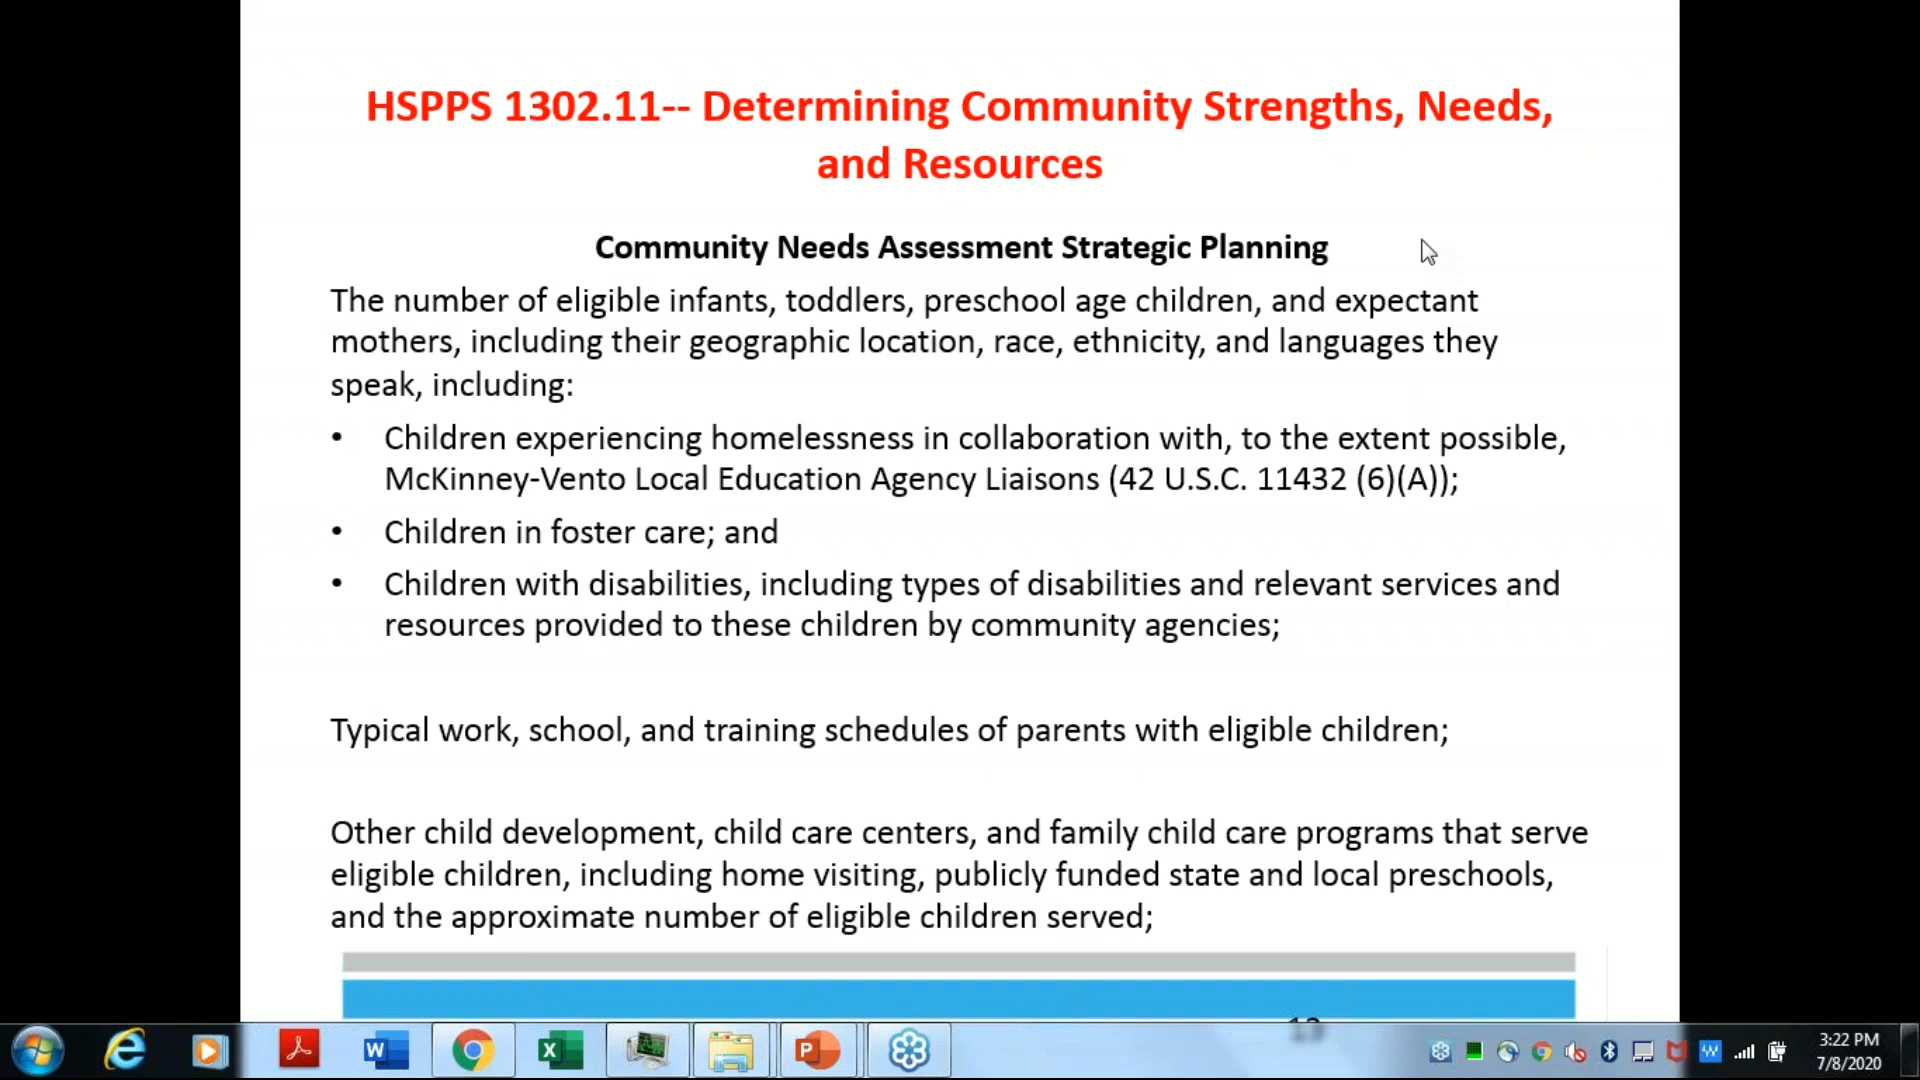 HSPPS 1302.11-- Determining Community Strengths, Needs,
and Resources
Community Needs Assessment Strategic Planning
The number of eligible infants, toddlers, preschool age children, and expectant
mothers, including their geographic location, race, ethnicity, and languages they
speak, including:
• Children experiencing homelessness in collaboration with, to the extent possible,
McKinney-Vento Local Education Agency Liaisons (42 U.S.C. 11432 (6)(A));
• Children in foster care; and
• Children with disabilities, including types of disabilities and relevant services and
resources provided to these children by community agencies;
Typical work, school, and training schedules of parents with eligible children;
Other child development, child care centers, and family child care programs that serve
eligible children, including home visiting, publicly funded state and local preschools,
and the approximate number of eligible children served;
3:22 PM
7/8/2020